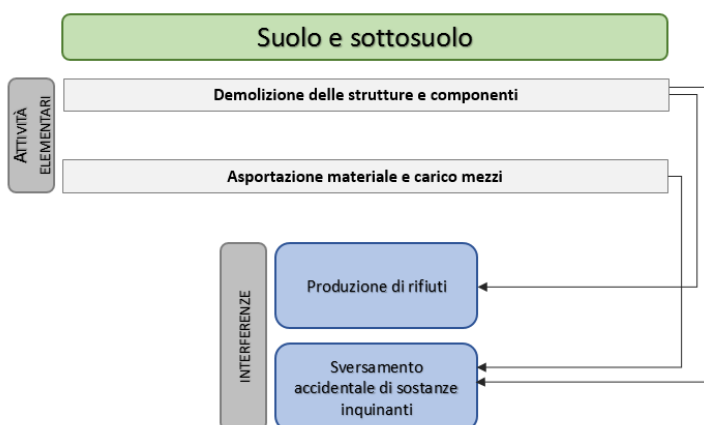 Suolo e sottosuolo
ATTIVITÀ
ELEMENTARI
Demolizione delle strutture e componenti
Asportazione materiale e carico mezzi
INTERFERENZE
Produzione di rifiuti
Sversamento
accidentale di sostanze
inquinanti